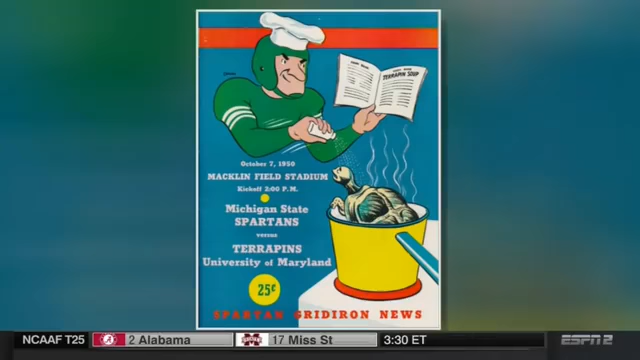 TERRAPIN SOUP
October 7, 1950
MACKLIN FIELD STADIUM
Kickoff 2:00 P.M.
Michigan State
SPARTANS
versus
TERRAPINS
University of Maryland
25¢
SPARTAN GRIDIRON NEWS
NCAAF T25
2 Alabama
17 Miss St
3:30 ET
ESPN 2